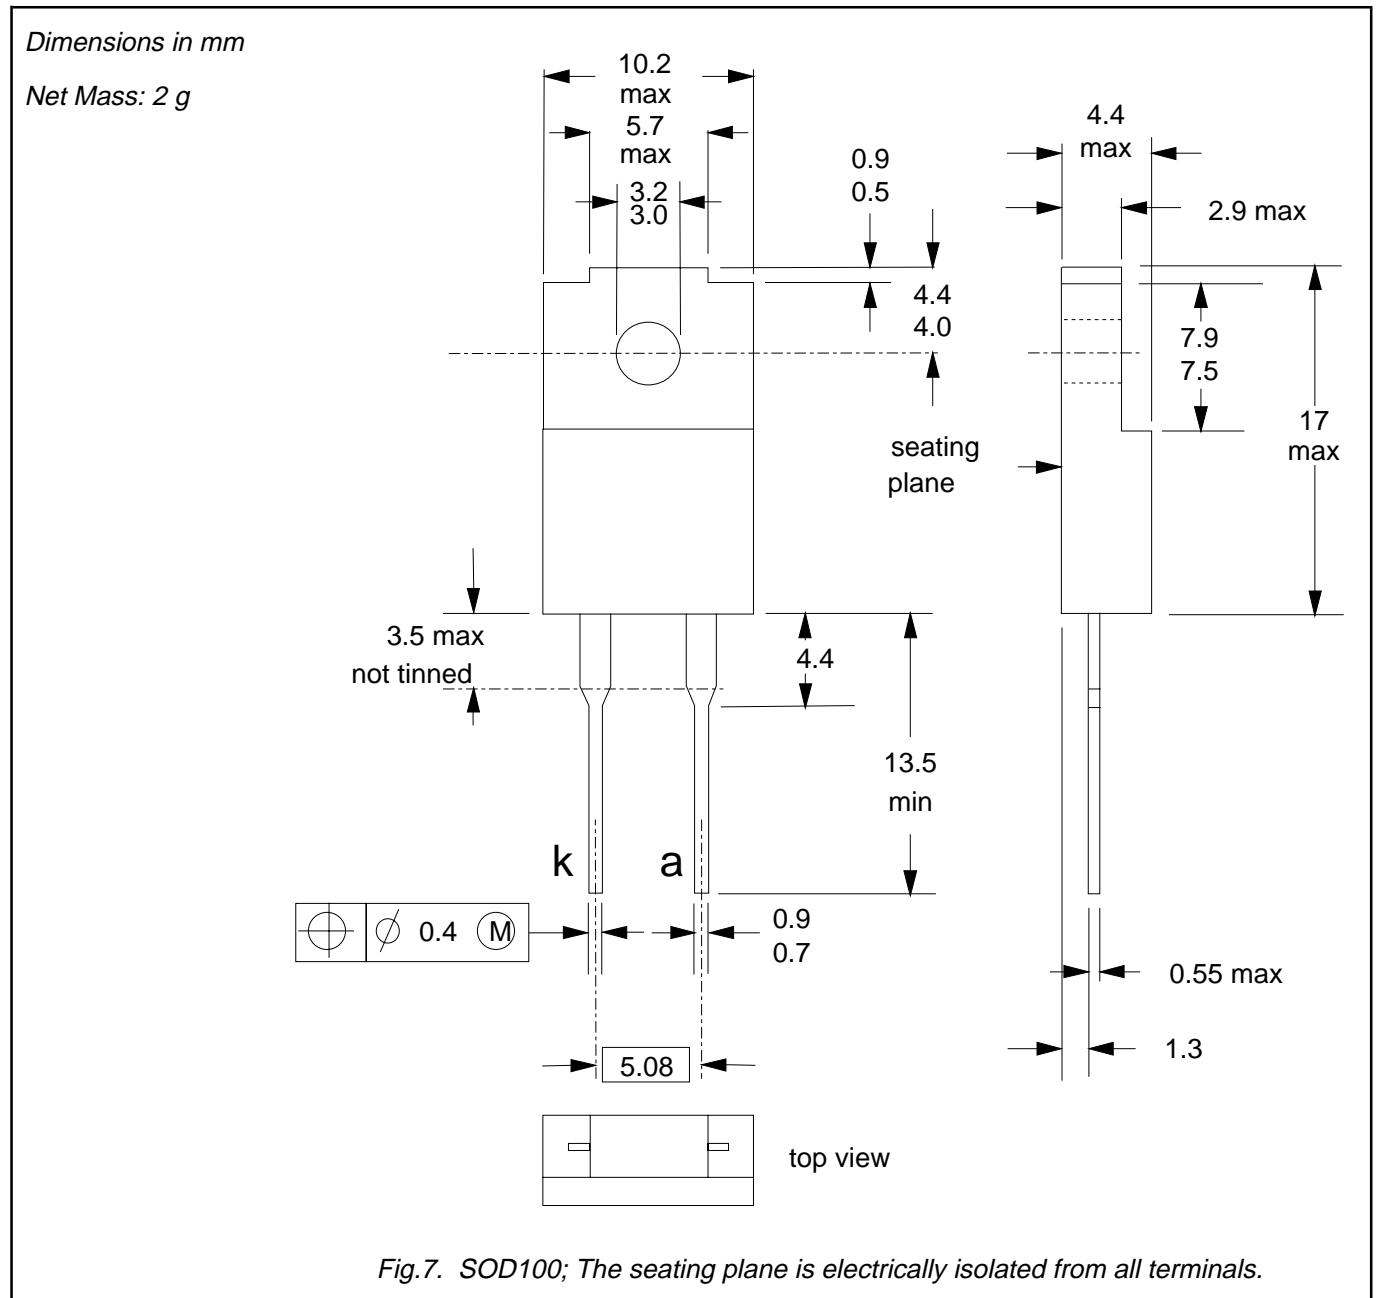 Dimensions in mm
Net Mass: 2 g
10.2
max
5.7
max
3.2
3.0
0.9
0.5
4.4
4.0
4.4
max
2.9 max
7.9
7.5
17
max
seating
plane
3.5 max
not tinned
4.4
13.5
min
k
a
0.4 M
0.9
0.7
0.55 max
1.3
5.08
top view
Fig.7. SOD100; The seating plane is electrically isolated from all terminals.